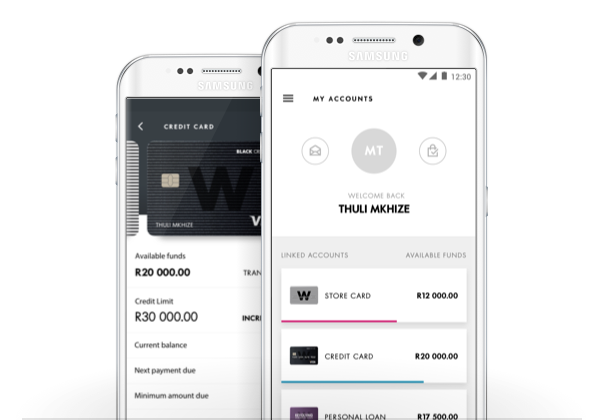 SAMSUNG
CREDIT CARD
BLACK
W
THULI MKHIZE
V
Available funds
R20 000.00
TRAN
Credit Limit
R30 000.00
INCRE
Current balance
Next payment due
Minimum amount due
SAMSUNG
12:30
MY ACCOUNTS
MT
WELCOME BACK
THULI MKHIZE
LINKED ACCOUNTS AVAILABLE FUNDS
W STORE CARD R12 000.00
CREDIT CARD R20 000.00
PERSONAL LOAN R17 500.00